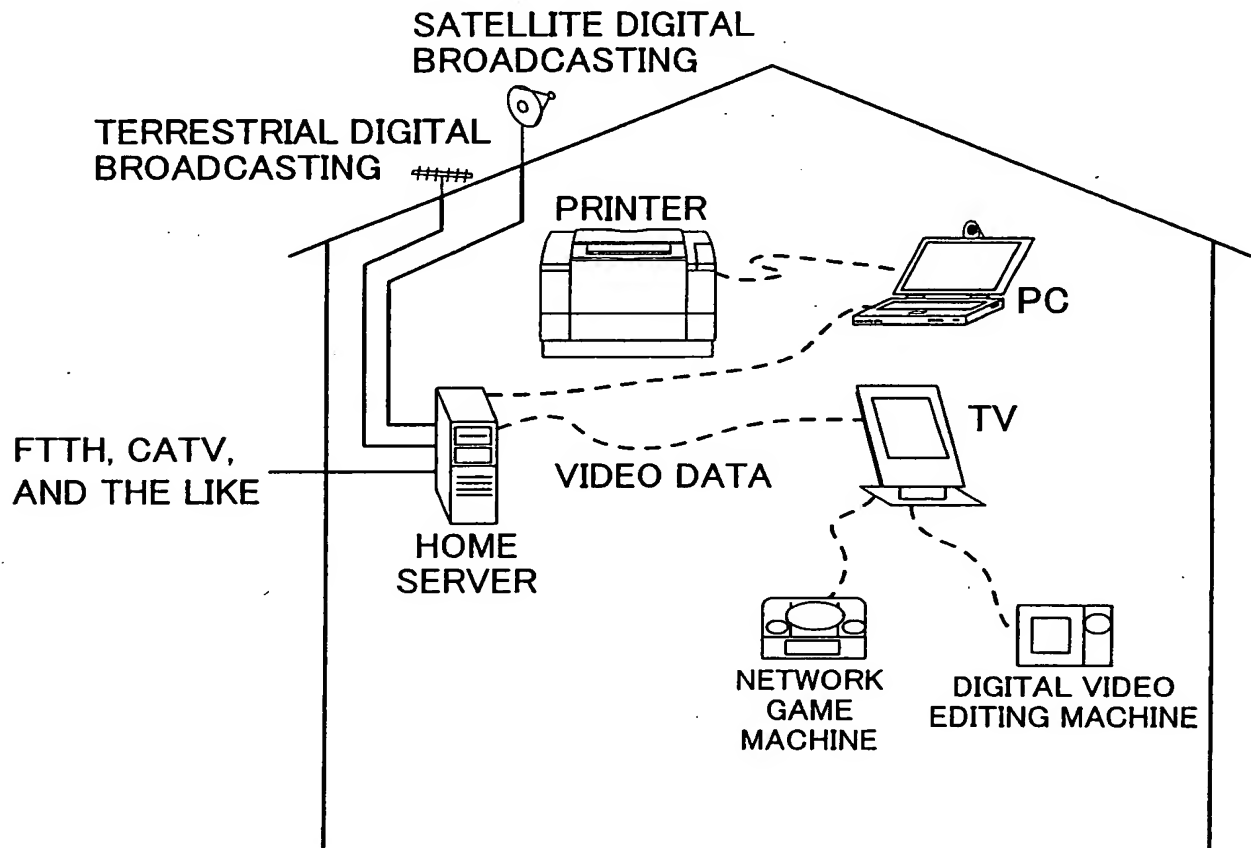 SATELLITE DIGITAL
BROADCASTING
TERRESTRIAL DIGITAL
BROADCASTING
PRINTER
PC
TV
FTTH, CATV,
AND THE LIKE
VIDEO DATA
HOME
SERVER
NETWORK
GAME
MACHINE
DIGITAL VIDEO
EDITING MACHINE